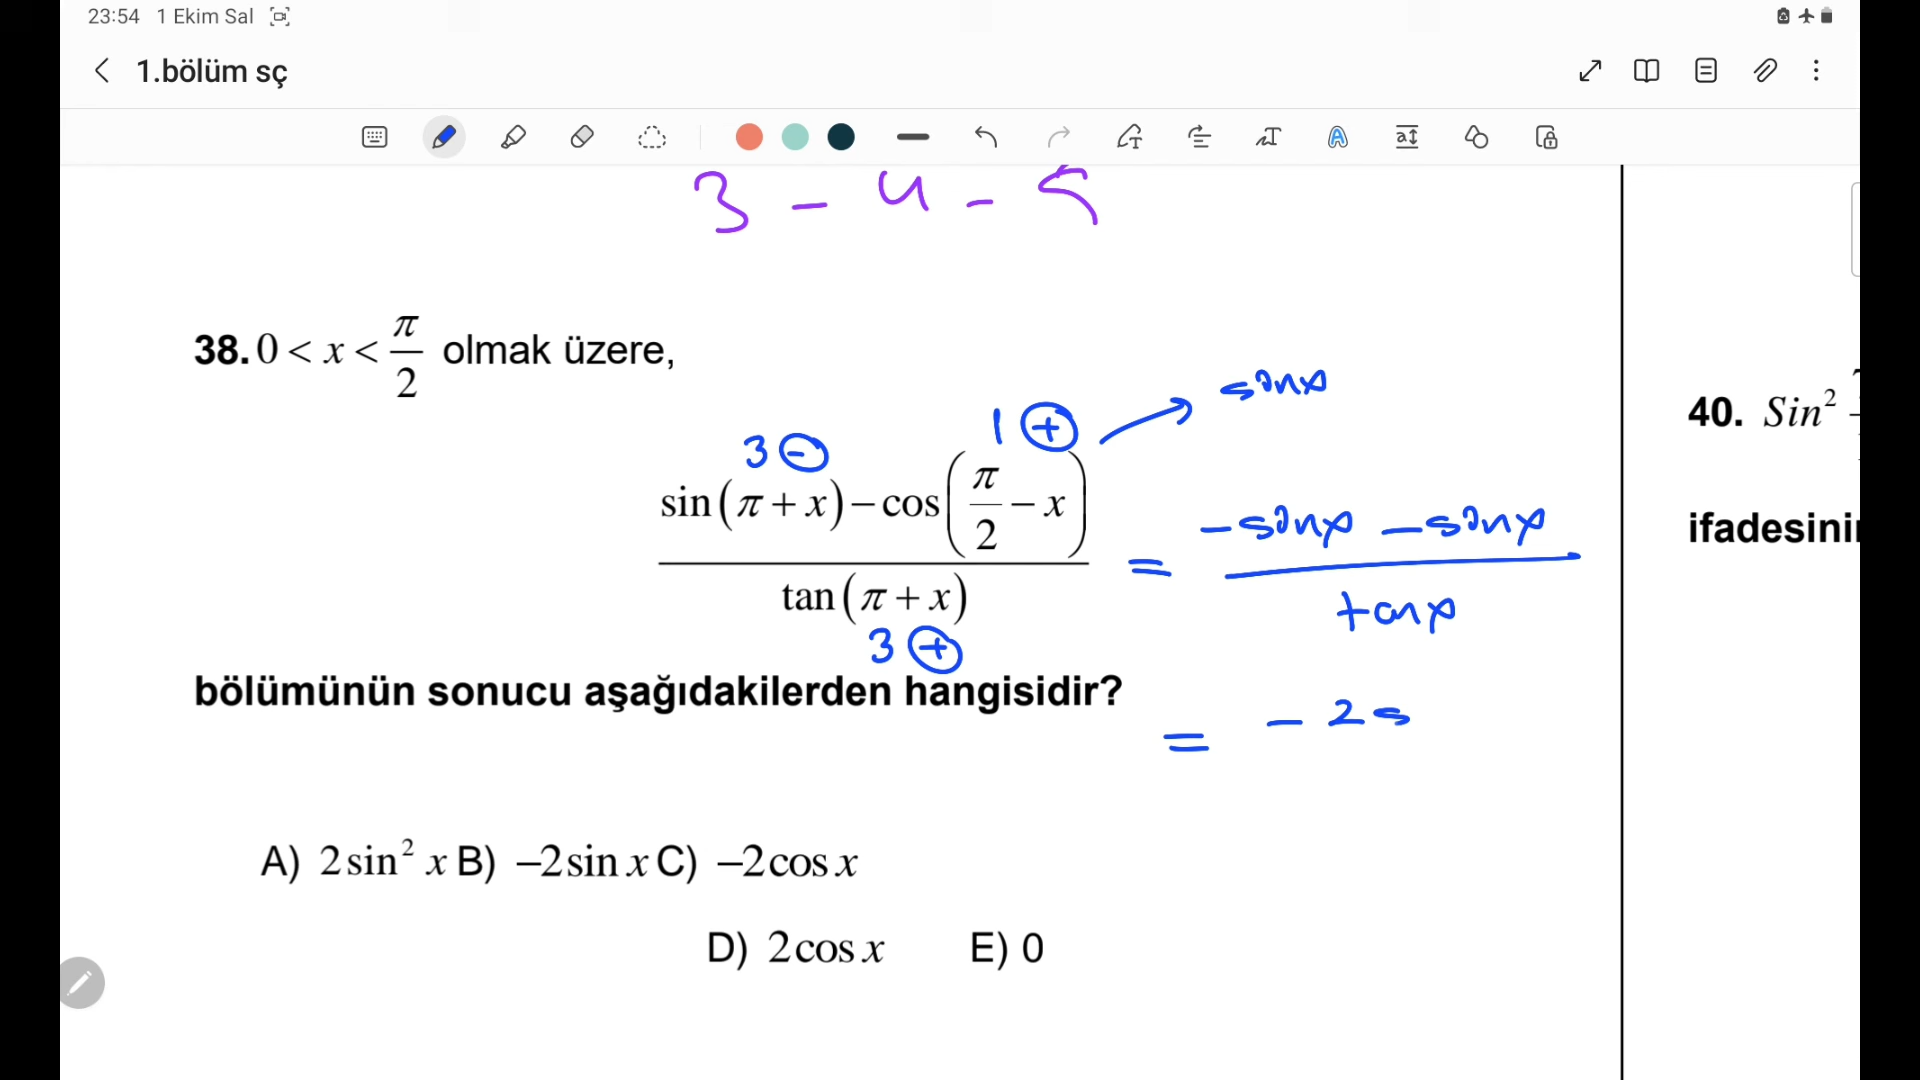 23:54 1 Ekim Sal
1.bölüm sç
3 - 4 - 5
38. 0 < x < π/2 olmak üzere,
3 - 1 + → sinx
(sin(π + x) − cos(π/2 − x)) / tan(π + x) = (-sinx - sinx) / tanx
3 +
bölümünün sonucu aşağıdakilerden hangisidir?
= - 2s
A) 2sin² x B) −2sin x C) −2cos x
D) 2cos x E) 0
40. Sin²